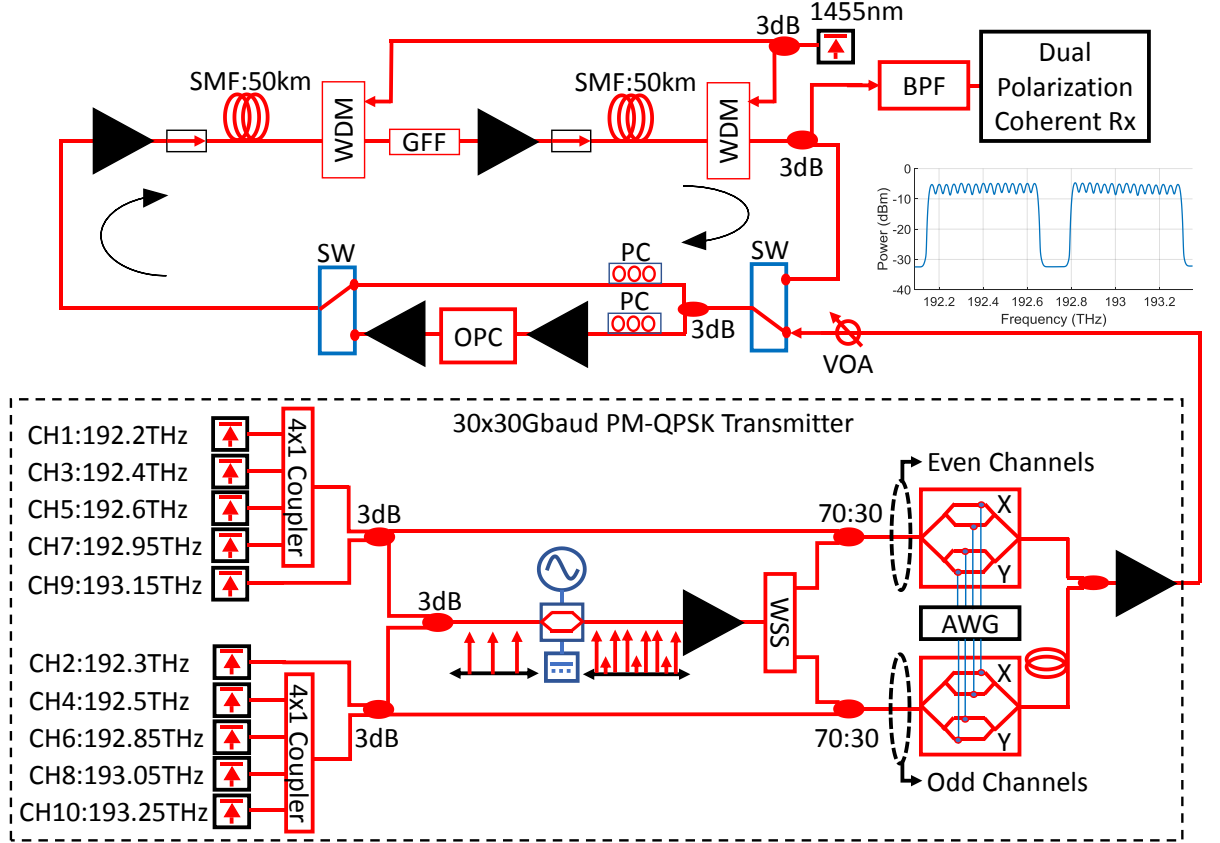 1455nm
3dB
SMF:50km
SMF:50km
WDM
GFF
WDM
3dB
BPF
Dual
Polarization
Coherent Rx
0
-10
-20
-30
-40
Power (dBm)
192.2 192.4 192.6 192.8 193 193.2
Frequency (THz)
SW
PC
PC
OPC
3dB
SW
VOA
30x30Gbaud PM-QPSK Transmitter
CH1:192.2THz
CH3:192.4THz
CH5:192.6THz
CH7:192.95THz
CH9:193.15THz
4x1 Coupler
3dB
CH2:192.3THz
CH4:192.5THz
CH6:192.85THz
CH8:193.05THz
CH10:193.25THz
4x1 Coupler
3dB
3dB
WSS
70:30
70:30
Even Channels
Odd Channels
X
Y
AWG
X
Y